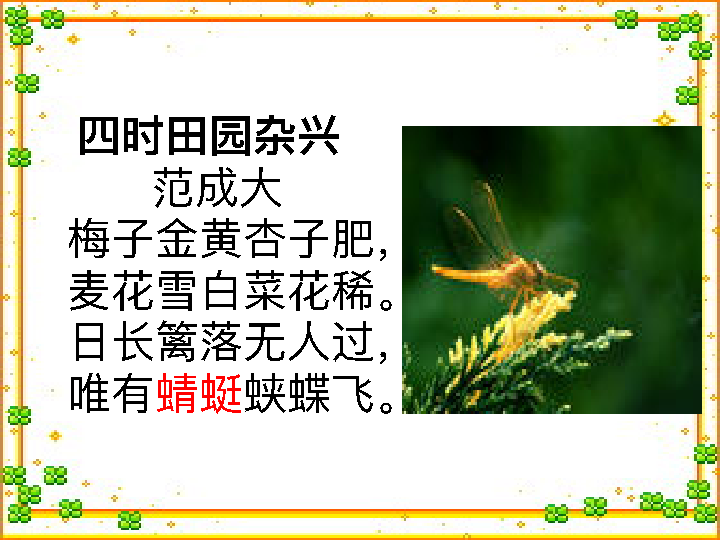 四时田园杂兴
范成大
梅子金黄杏子肥，
麦花雪白菜花稀。
日长篱落无人过，
唯有蜻蜓蛱蝶飞。